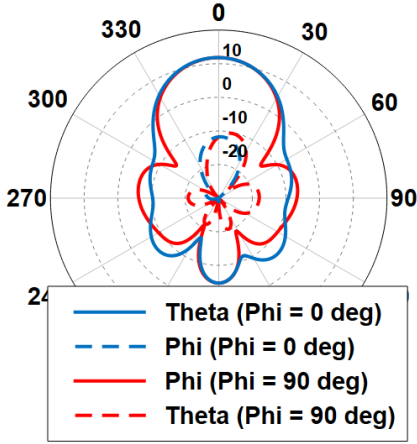 0
330
30
10
300
0
60
-10
-20
270
90
Theta (Phi = 0 deg)
Phi (Phi = 0 deg)
Phi (Phi = 90 deg)
Theta (Phi = 90 deg)